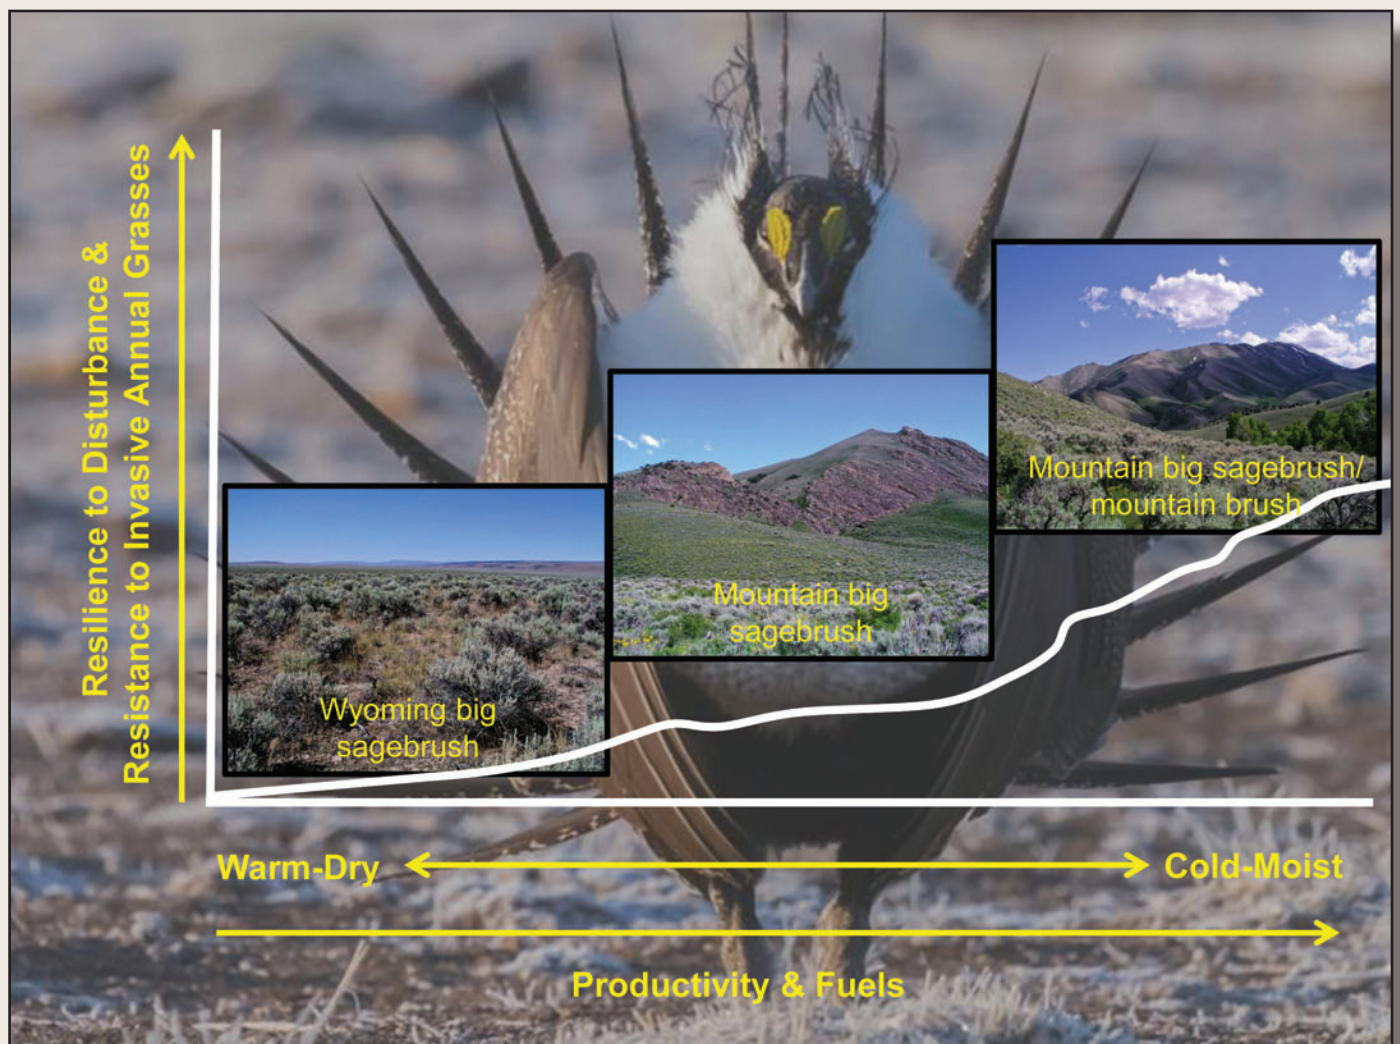 Resilience to Disturbance &
Resistance to Invasive Annual Grasses
Mountain big sagebrush/
mountain brush
Mountain big
sagebrush
Wyoming big
sagebrush
Warm-Dry
Cold-Moist
Productivity & Fuels